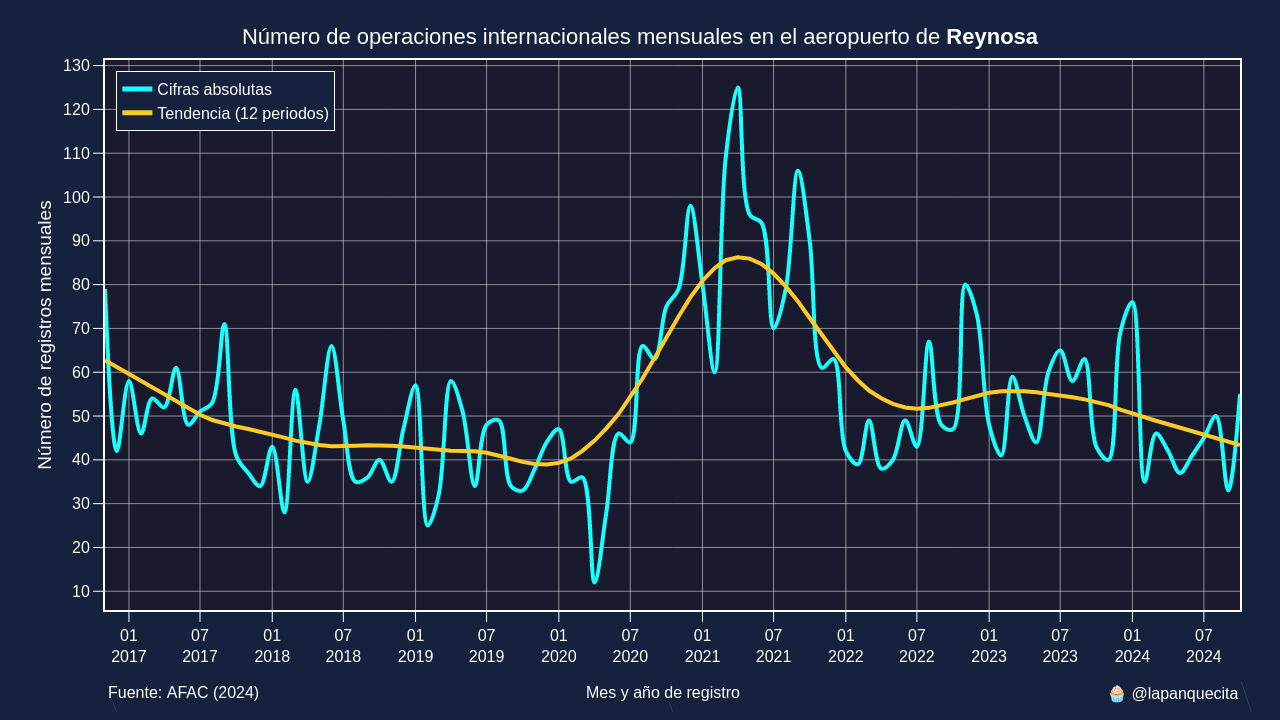 Número de operaciones internacionales mensuales en el aeropuerto de Reynosa
Cifras absolutas
Tendencia (12 periodos)
Número de registros mensuales
130
120
110
100
90
80
70
60
50
40
30
20
10
01 07 01 07 01 07 01 07 01 07 01 07 01 07 01 07
2017 2017 2018 2018 2019 2019 2020 2020 2021 2021 2022 2022 2023 2023 2024 2024
Fuente: AFAC (2024) Mes y año de registro 🧁 @lapanquecita